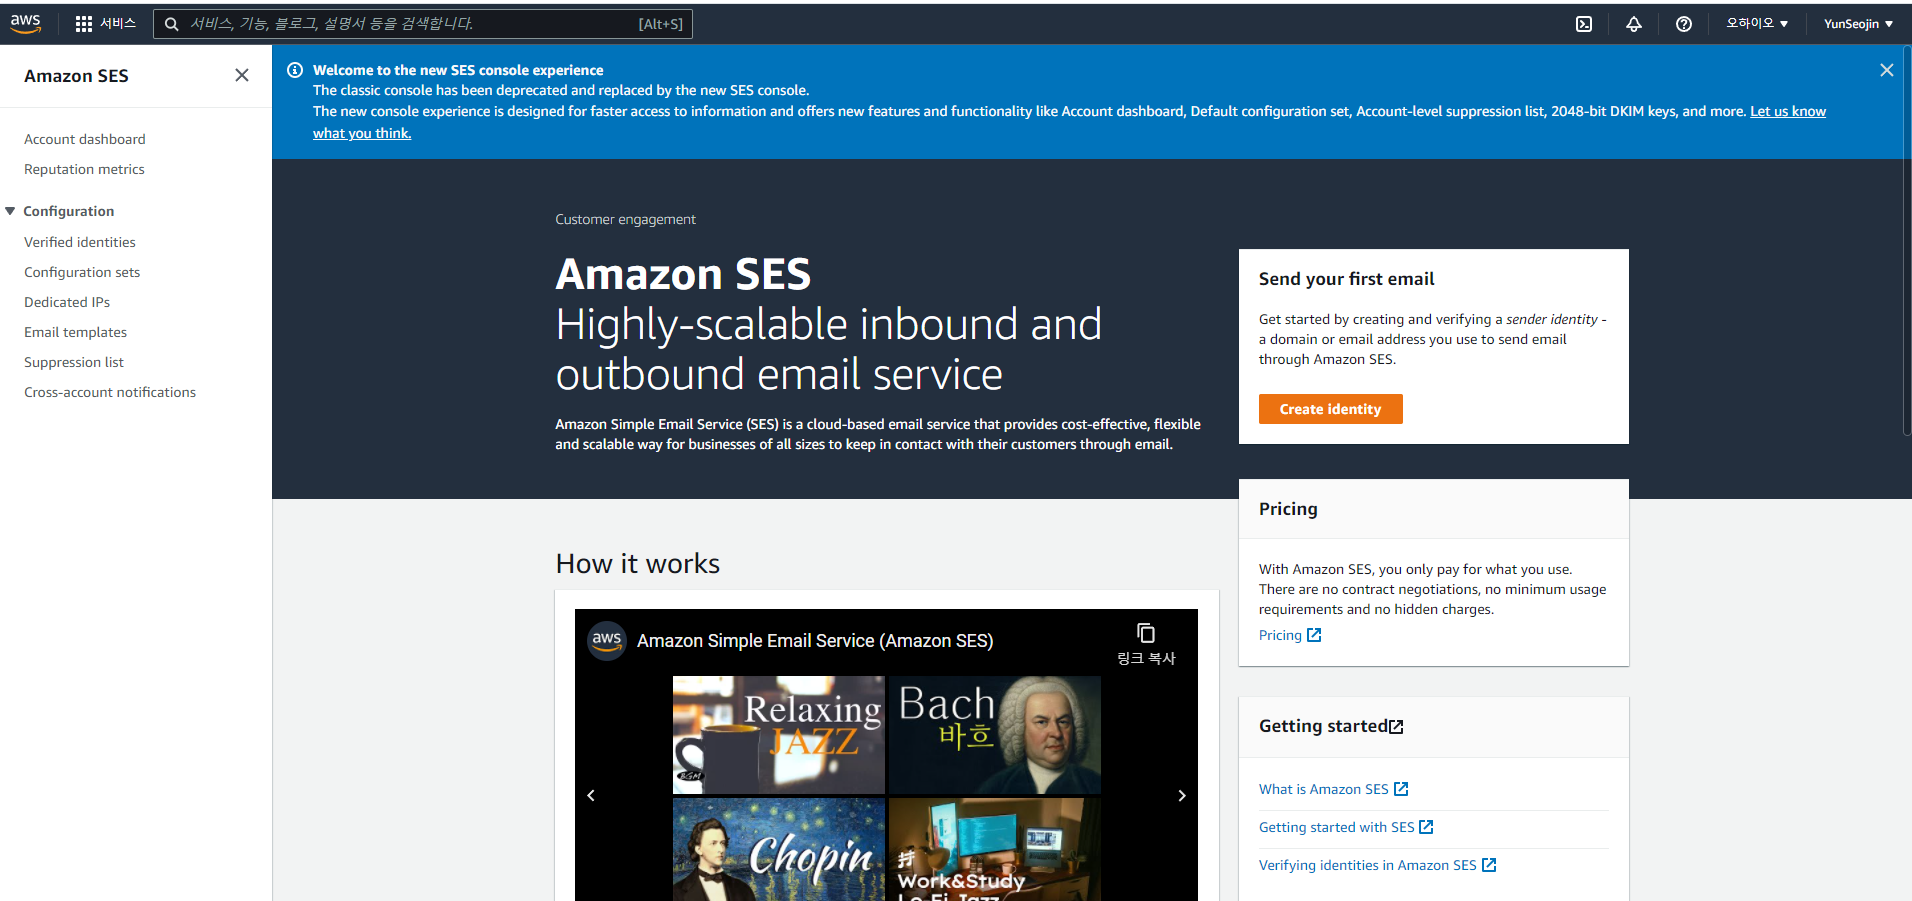 aws
서비스
서비스, 기능, 블로그, 설명서 등을 검색합니다.
[Alt+S]
오하이오
YunSeojin
Amazon SES
Account dashboard
Reputation metrics
Configuration
Verified identities
Configuration sets
Dedicated IPs
Email templates
Suppression list
Cross-account notifications
Welcome to the new SES console experience
The classic console has been deprecated and replaced by the new SES console.
The new console experience is designed for faster access to information and offers new features and functionality like Account dashboard, Default configuration set, Account-level suppression list, 2048-bit DKIM keys, and more. Let us know
what you think.
Customer engagement
Amazon SES
Highly-scalable inbound and
outbound email service
Amazon Simple Email Service (SES) is a cloud-based email service that provides cost-effective, flexible
and scalable way for businesses of all sizes to keep in contact with their customers through email.
Send your first email
Get started by creating and verifying a sender identity -
a domain or email address you use to send email
through Amazon SES.
Create identity
Pricing
With Amazon SES, you only pay for what you use.
There are no contract negotiations, no minimum usage
requirements and no hidden charges.
Pricing
How it works
aws
Amazon Simple Email Service (Amazon SES)
링크 복사
Relaxing
JAZZ
BGM
Bach
바흐
Chopin
Work&Study
Lo-Fi Jazz
Getting started
What is Amazon SES
Getting started with SES
Verifying identities in Amazon SES